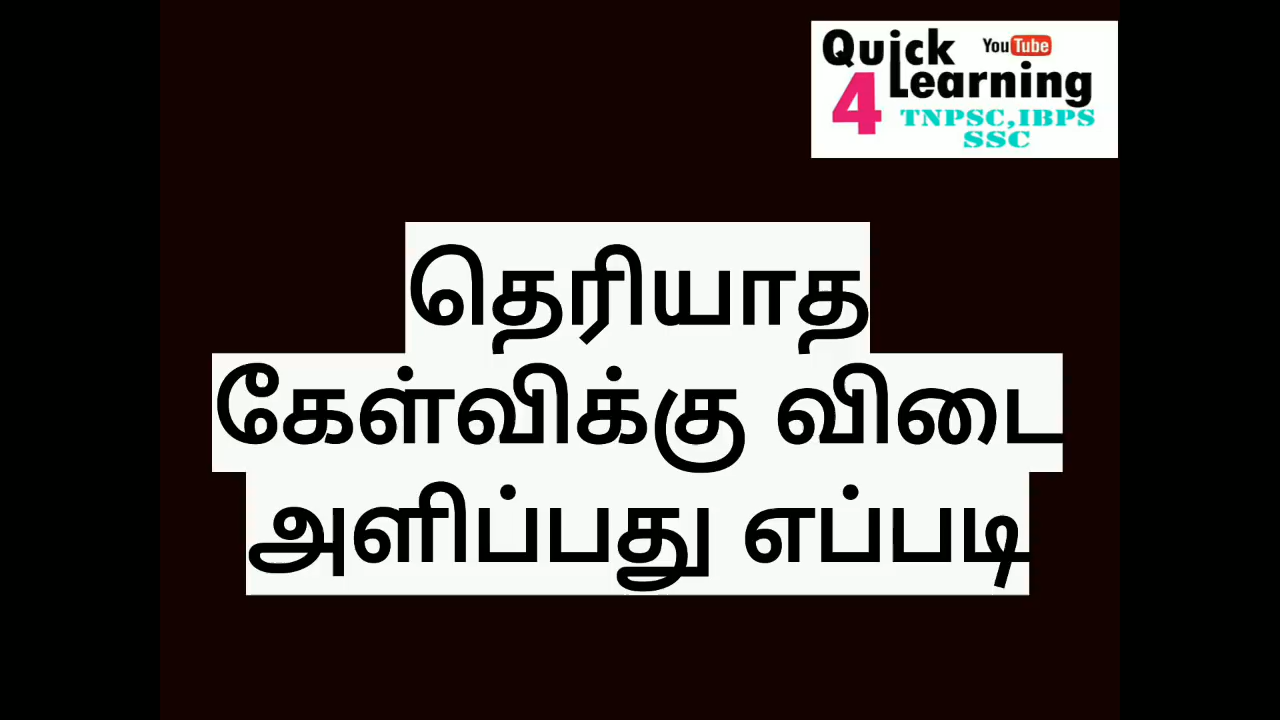 Quick YouTube
4 Learning
TNPSC,IBPS
SSC
தெரியாத
கேள்விக்கு விடை
அளிப்பது எப்படி